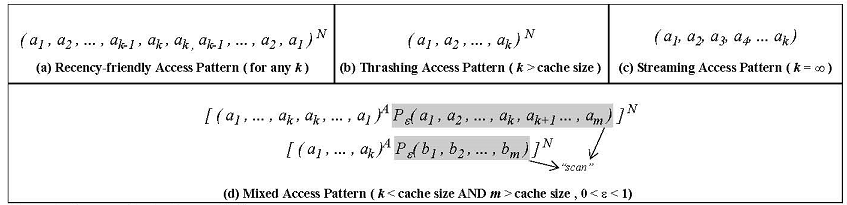 ( a1 , a2 , ... , ak-1, ak, ak , ak-1, ... , a2 , a1 ) N
(a) Recency-friendly Access Pattern ( for any k )
( a1 , a2 , ... , ak ) N
(b) Thrashing Access Pattern ( k > cache size )
(a1, a2, a3, a4, ... ak)
(c) Streaming Access Pattern ( k = ∞ )
[ ( a1 , ... , ak , ak , ... , a1 ) A Pε( a1 , a2 , ... , ak , ak+1 ... , am ) ] N
[ ( a1 , ... , ak ) A Pε( b1 , b2 , ... , bm ) ] N
"scan"
(d) Mixed Access Pattern ( k < cache size AND m > cache size , 0 < ε < 1)